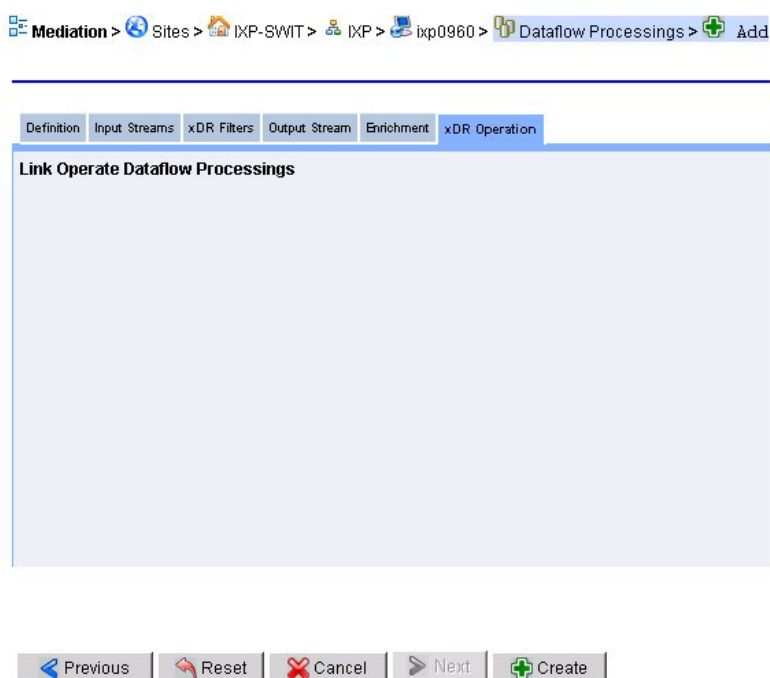 Mediation > Sites > IXP-SWIT > IXP > ixp0960 > Dataflow Processings > Add
Definition Input Streams xDR Filters Output Stream Enrichment xDR Operation
Link Operate Dataflow Processings
Previous Reset Cancel Next Create